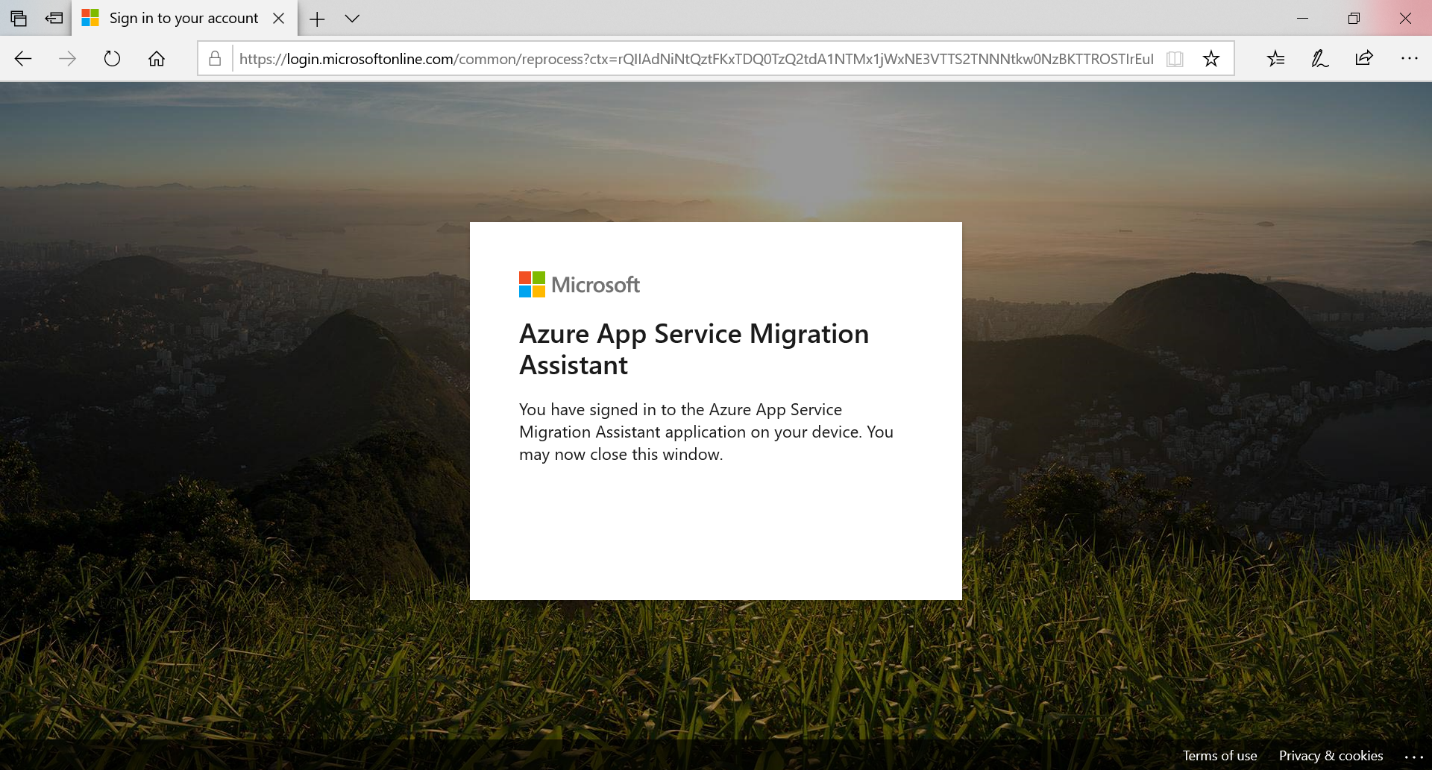 Sign in to your account
https://login.microsoftonline.com/common/reprocess?ctx=rQIIAdNiNtQztFKxTDQ0TzQ2tdA1NTMx1jWxNE3VTTS2TNNNtkw0NzBKTTROSTIrEuI
Microsoft
Azure App Service Migration
Assistant
You have signed in to the Azure App Service
Migration Assistant application on your device. You
may now close this window.
Terms of use Privacy & cookies ...